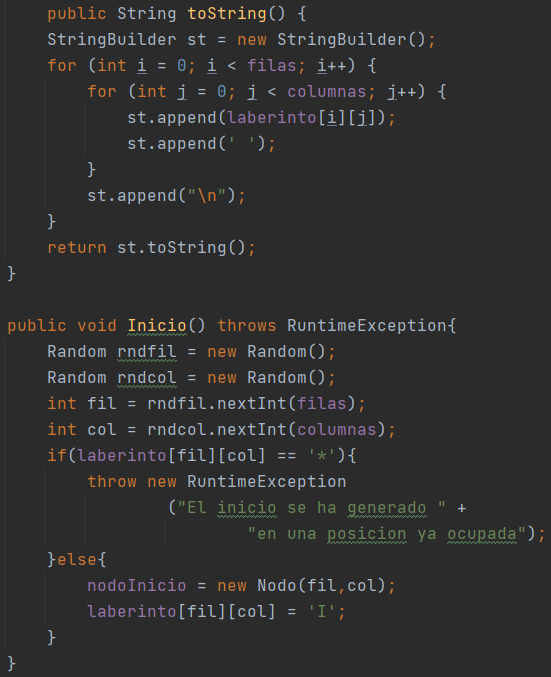 public String toString() {
StringBuilder st = new StringBuilder();
for (int i = 0; i < filas; i++) {
for (int j = 0; j < columnas; j++) {
st.append(laberinto[i][j]);
st.append(' ');
}
st.append("\n");
}
return st.toString();
}
public void Inicio() throws RuntimeException{
Random rndfil = new Random();
Random rndcol = new Random();
int fil = rndfil.nextInt(filas);
int col = rndcol.nextInt(columnas);
if(laberinto[fil][col] == '*'){
throw new RuntimeException
("El inicio se ha generado " +
"en una posicion ya ocupada");
}else{
nodoInicio = new Nodo(fil,col);
laberinto[fil][col] = 'I';
}
}